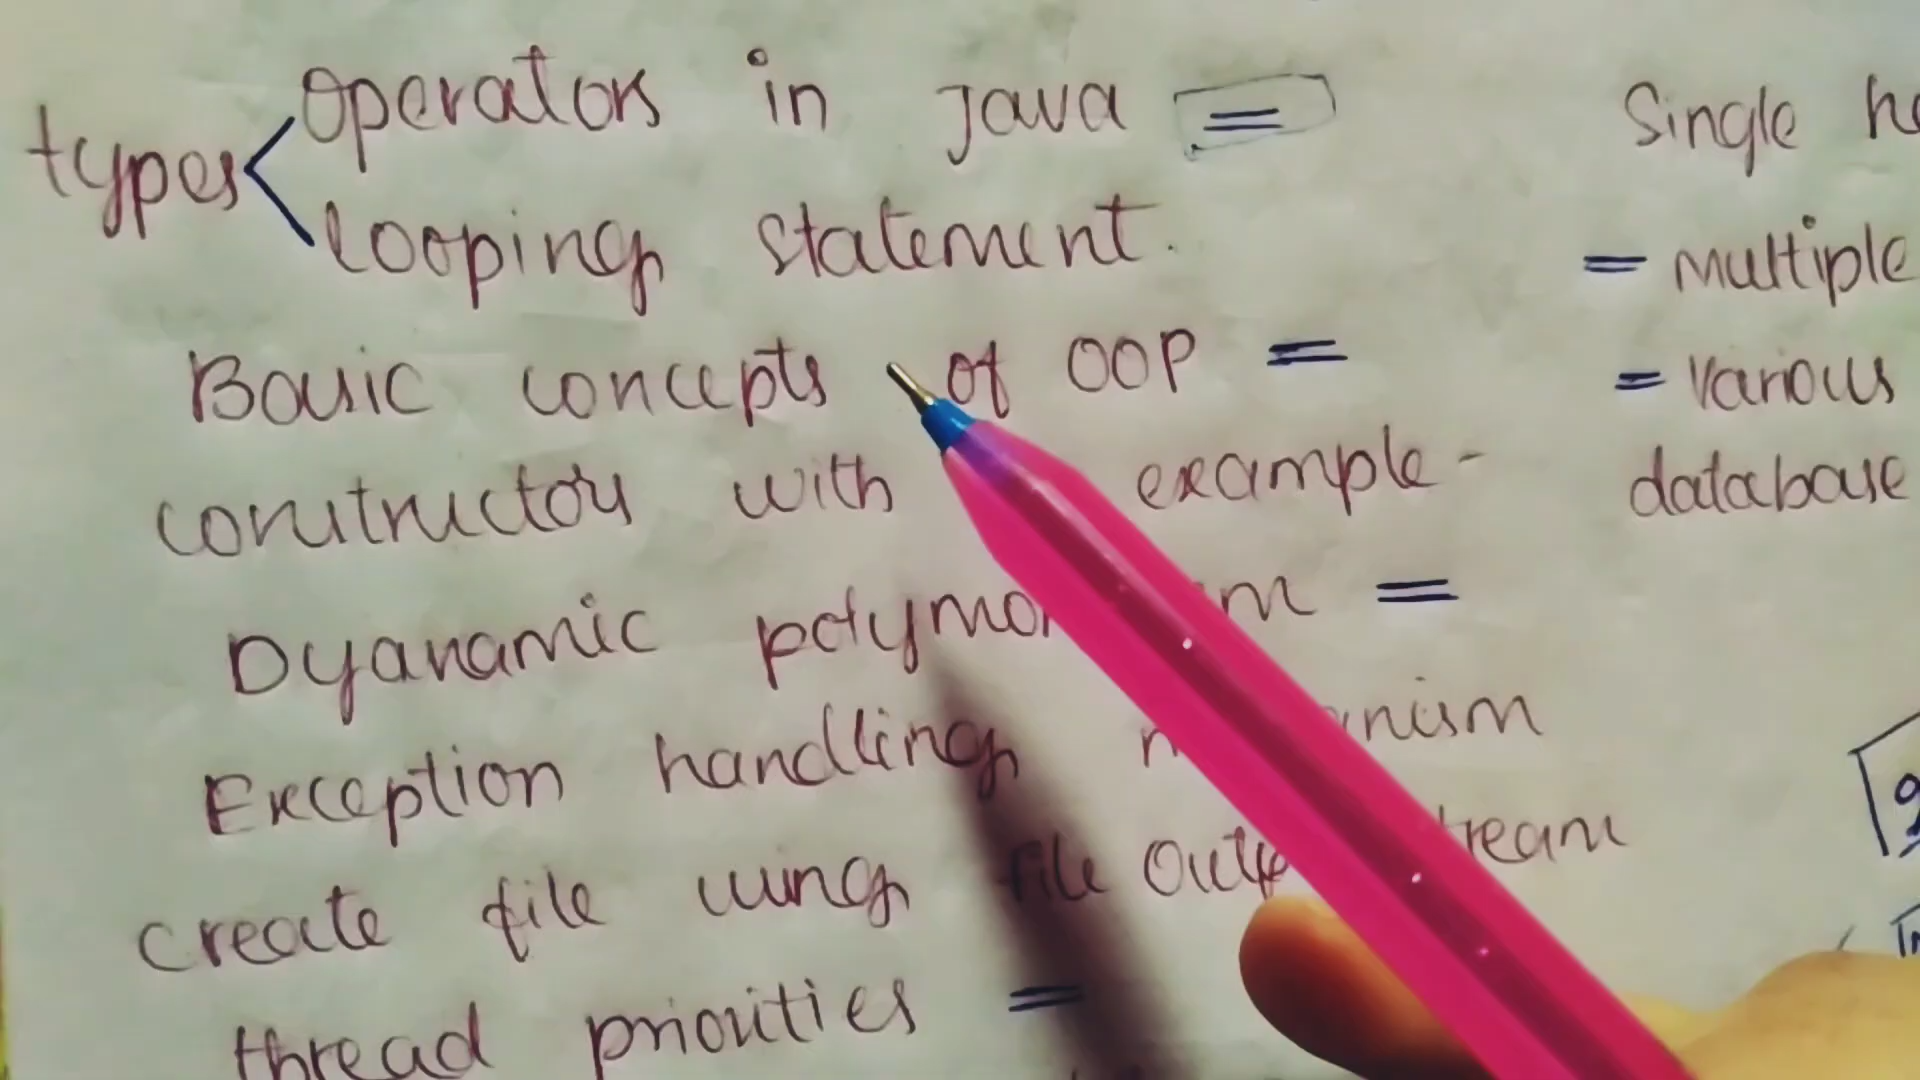 types
Operators in Java =
looping statement.
Basic concepts of OOP =
constructor with example -
Dyanamic =
Exception handling
create file using file
thread priorities =
Single
= multiple
= various
database